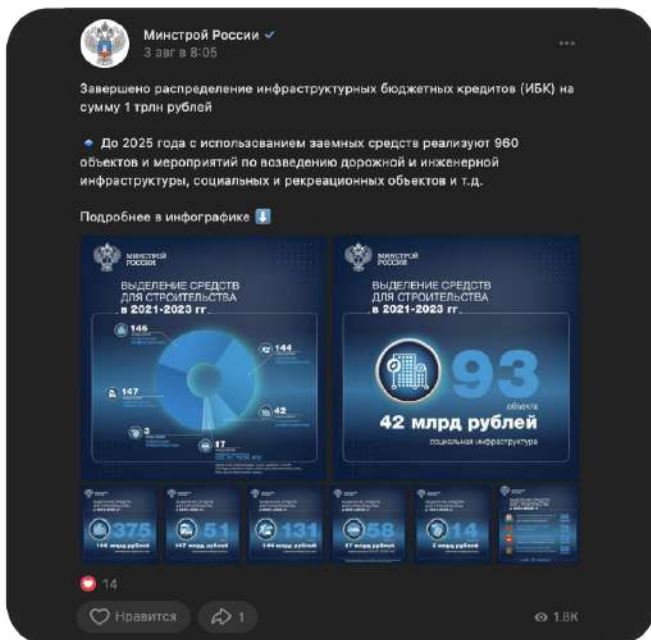 Минстрой России
3 авг в 8:05
Завершено распределение инфраструктурных бюджетных кредитов (ИБК) на
сумму 1 трлн рублей
До 2025 года с использованием заемных средств реализуют 960
объектов и мероприятий по возведению дорожной и инженерной
инфраструктуры, социальных и рекреационных объектов и т.д.
Подробнее в инфографике
МИНСТРОЙ
РОССИИ
ВЫДЕЛЕНИЕ СРЕДСТВ
ДЛЯ СТРОИТЕЛЬСТВА
в 2021-2023 гг.
146
144
147
42
3
17
МИНСТРОЙ
РОССИИ
ВЫДЕЛЕНИЕ СРЕДСТВ
ДЛЯ СТРОИТЕЛЬСТВА
в 2021-2023 гг.
93
объекта
42 млрд рублей
социальная инфраструктура
375
146 млрд рублей
51
147 млрд рублей
131
144 млрд рублей
58
17 млрд рублей
14
3 млрд рублей
14
Нравится
1
1.8K